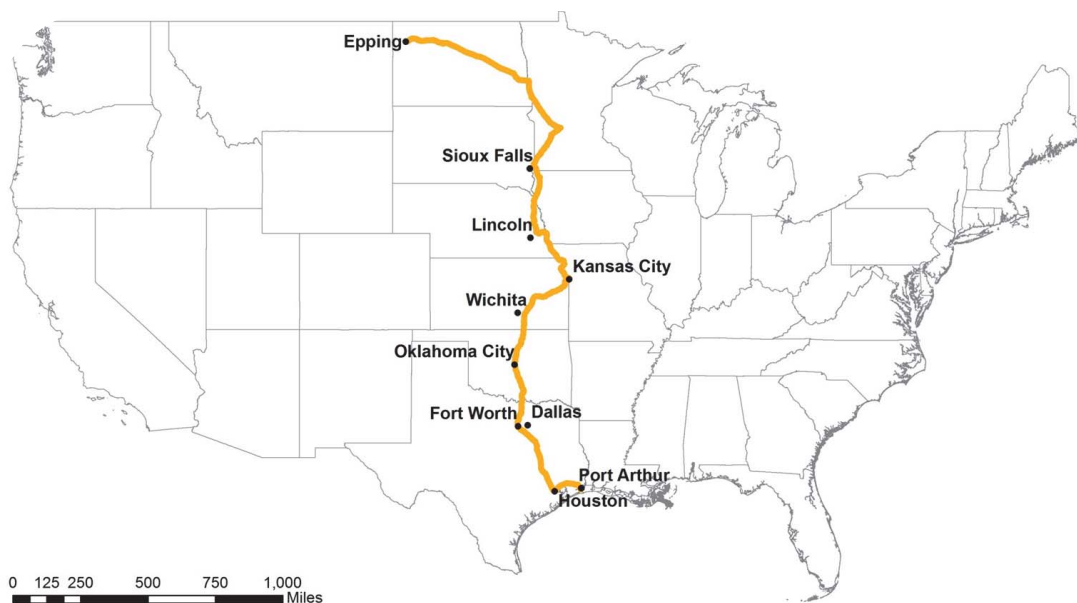 Epping
Sioux Falls
Lincoln
Kansas City
Wichita
Oklahoma City
Fort Worth
Dallas
Port Arthur
Houston
0 125 250 500 750 1,000
Miles